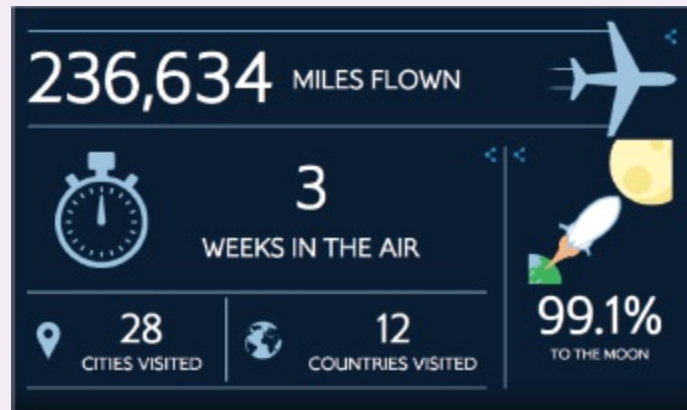 236,634 MILES FLOWN
3
WEEKS IN THE AIR
28
CITIES VISITED
12
COUNTRIES VISITED
99.1%
TO THE MOON